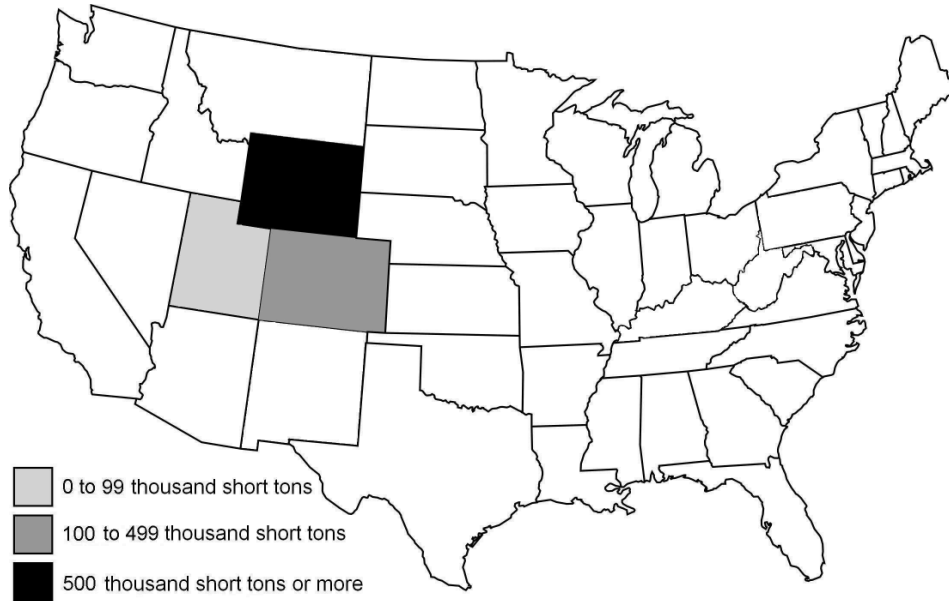 0 to 99 thousand short tons
100 to 499 thousand short tons
500 thousand short tons or more